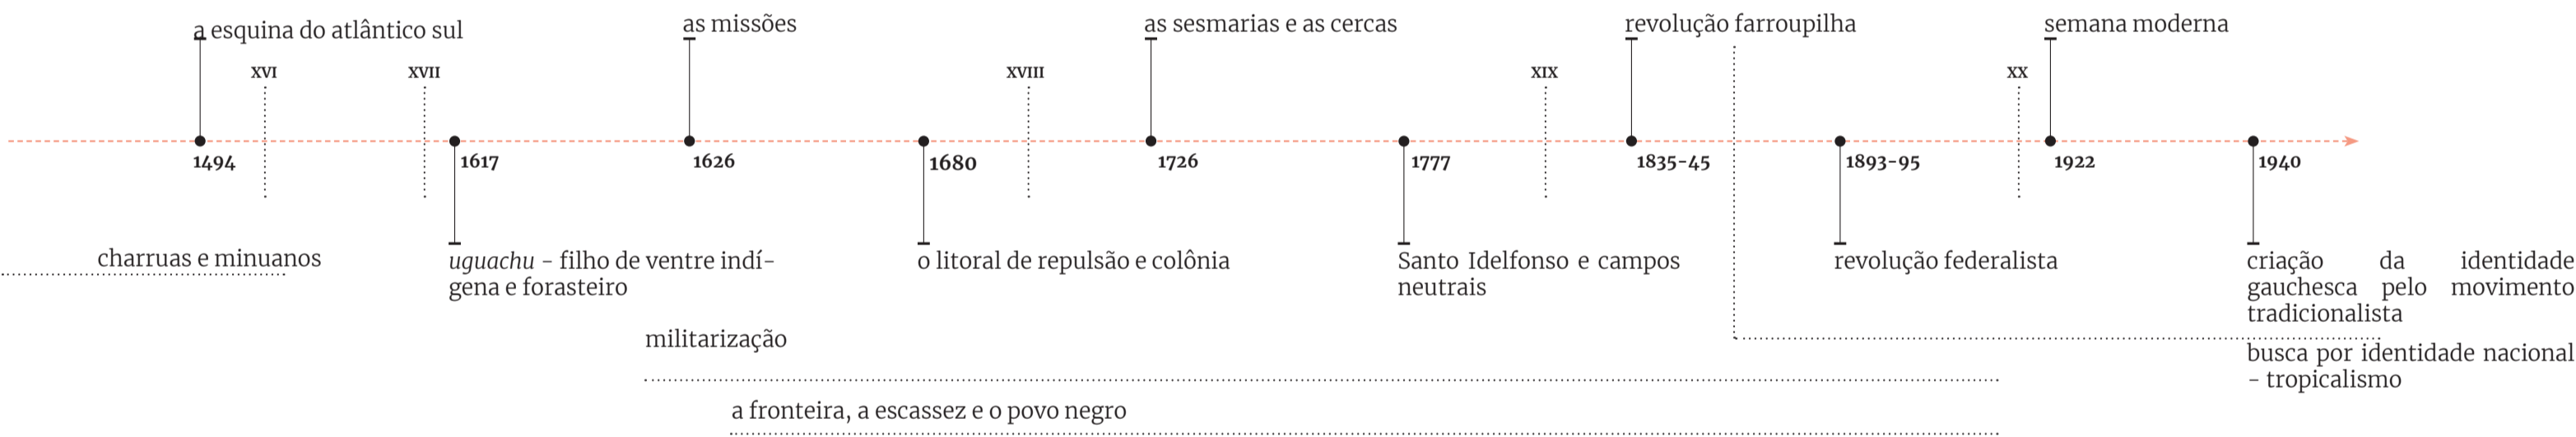 a esquina do atlântico sul
as missões
as sesmarias e as cercas
revolução farroupilha
semana moderna
XVI
XVII
XVIII
XIX
XX
1494
1617
1626
1680
1726
1777
1835-45
1893-95
1922
1940
charruas e minuanos
uguachu - filho de ventre indí-
gena e forasteiro
o litoral de repulsão e colônia
Santo Idelfonso e campos
neutrais
revolução federalista
criação da identidade
gauchesca pelo movimento
tradicionalista
militarização
busca por identidade nacional
- tropicalismo
a fronteira, a escassez e o povo negro